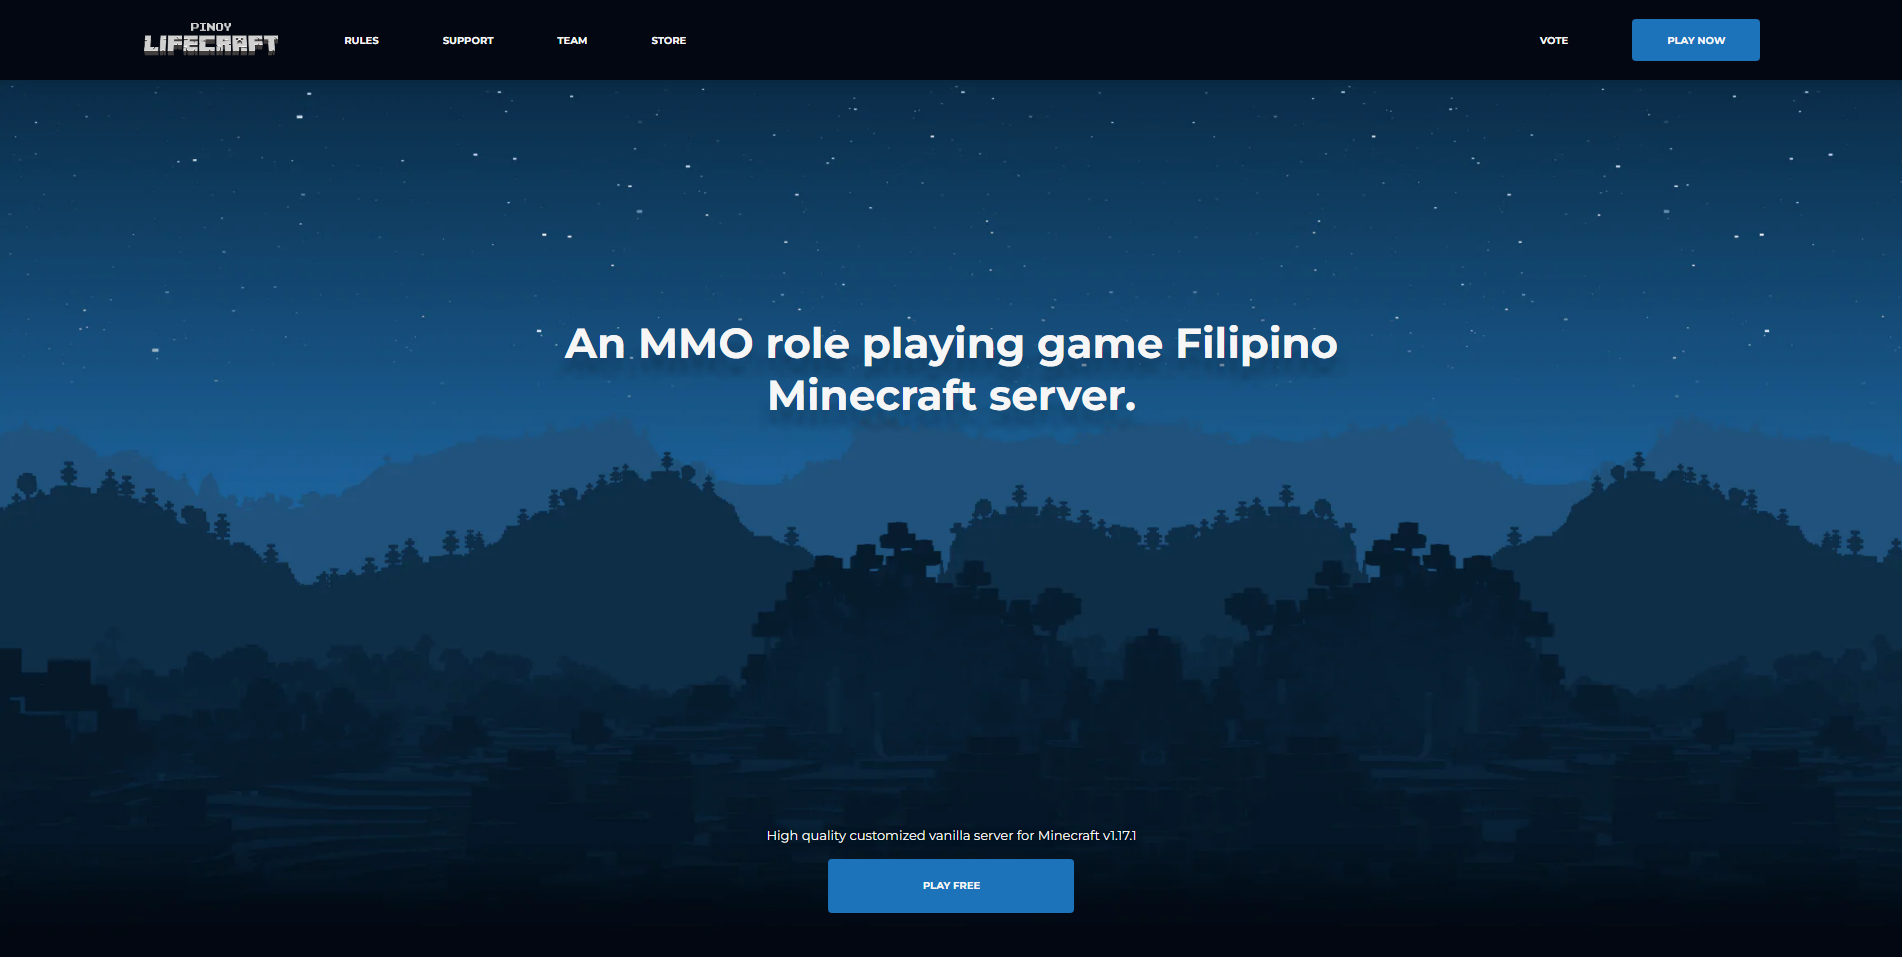 PINOY
LIFECRAFT
RULES
SUPPORT
TEAM
STORE
VOTE
PLAY NOW
An MMO role playing game Filipino
Minecraft server.
High quality customized vanilla server for Minecraft v1.17.1
PLAY FREE